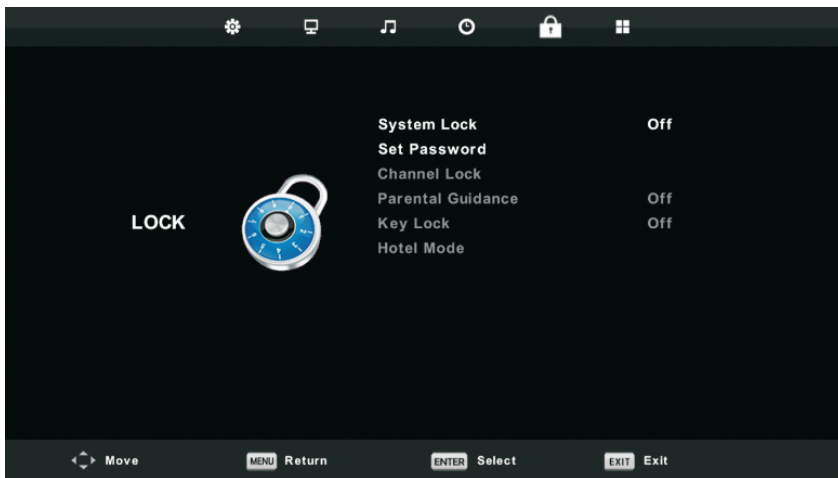 System Lock Off
Set Password
Channel Lock
Parental Guidance Off
LOCK
Key Lock Off
Hotel Mode
Move MENU Return ENTER Select EXIT Exit